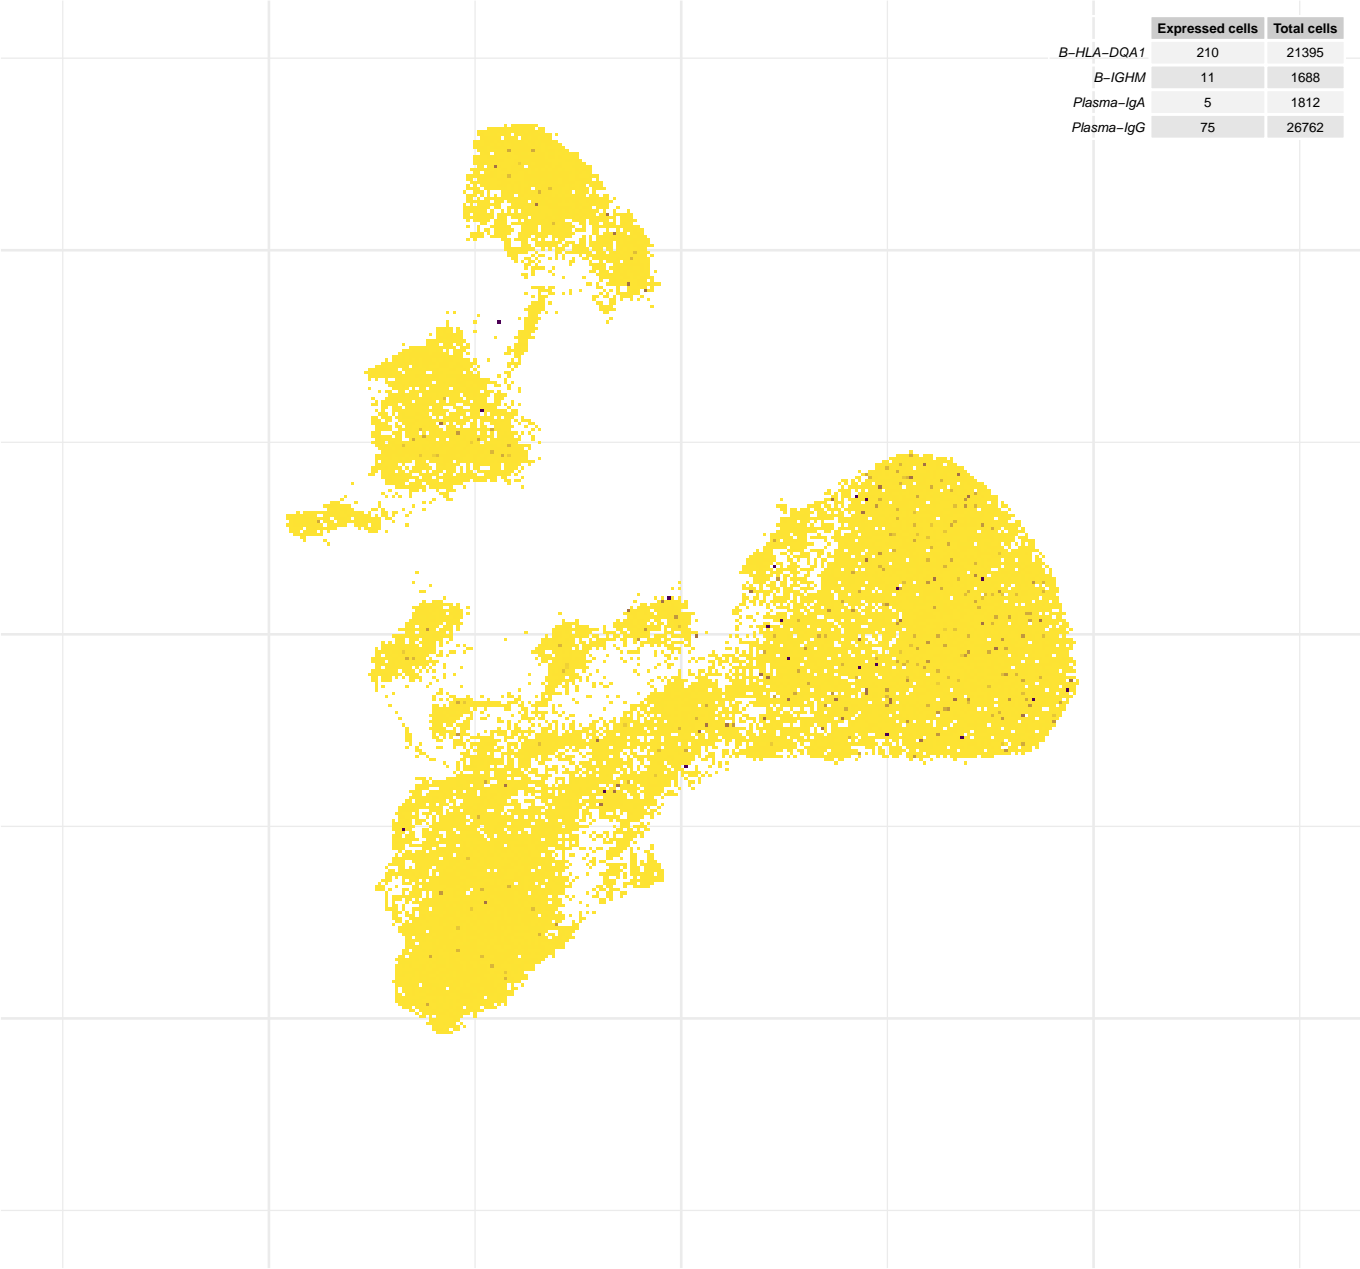 Expressed cells Total cells
B−HLA−DQA1 210 21395
B−IGHM 11 1688
Plasma−IgA 5 1812
Plasma−IgG 75 26762